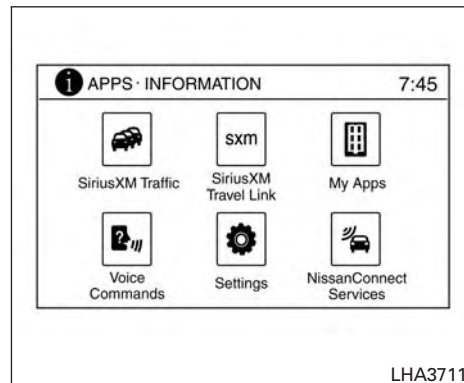 i APPS · INFORMATION 7:45
sxm
SiriusXM Traffic
SiriusXM
Travel Link
My Apps
?
Voice
Commands
Settings
NissanConnect
Services
LHA3711